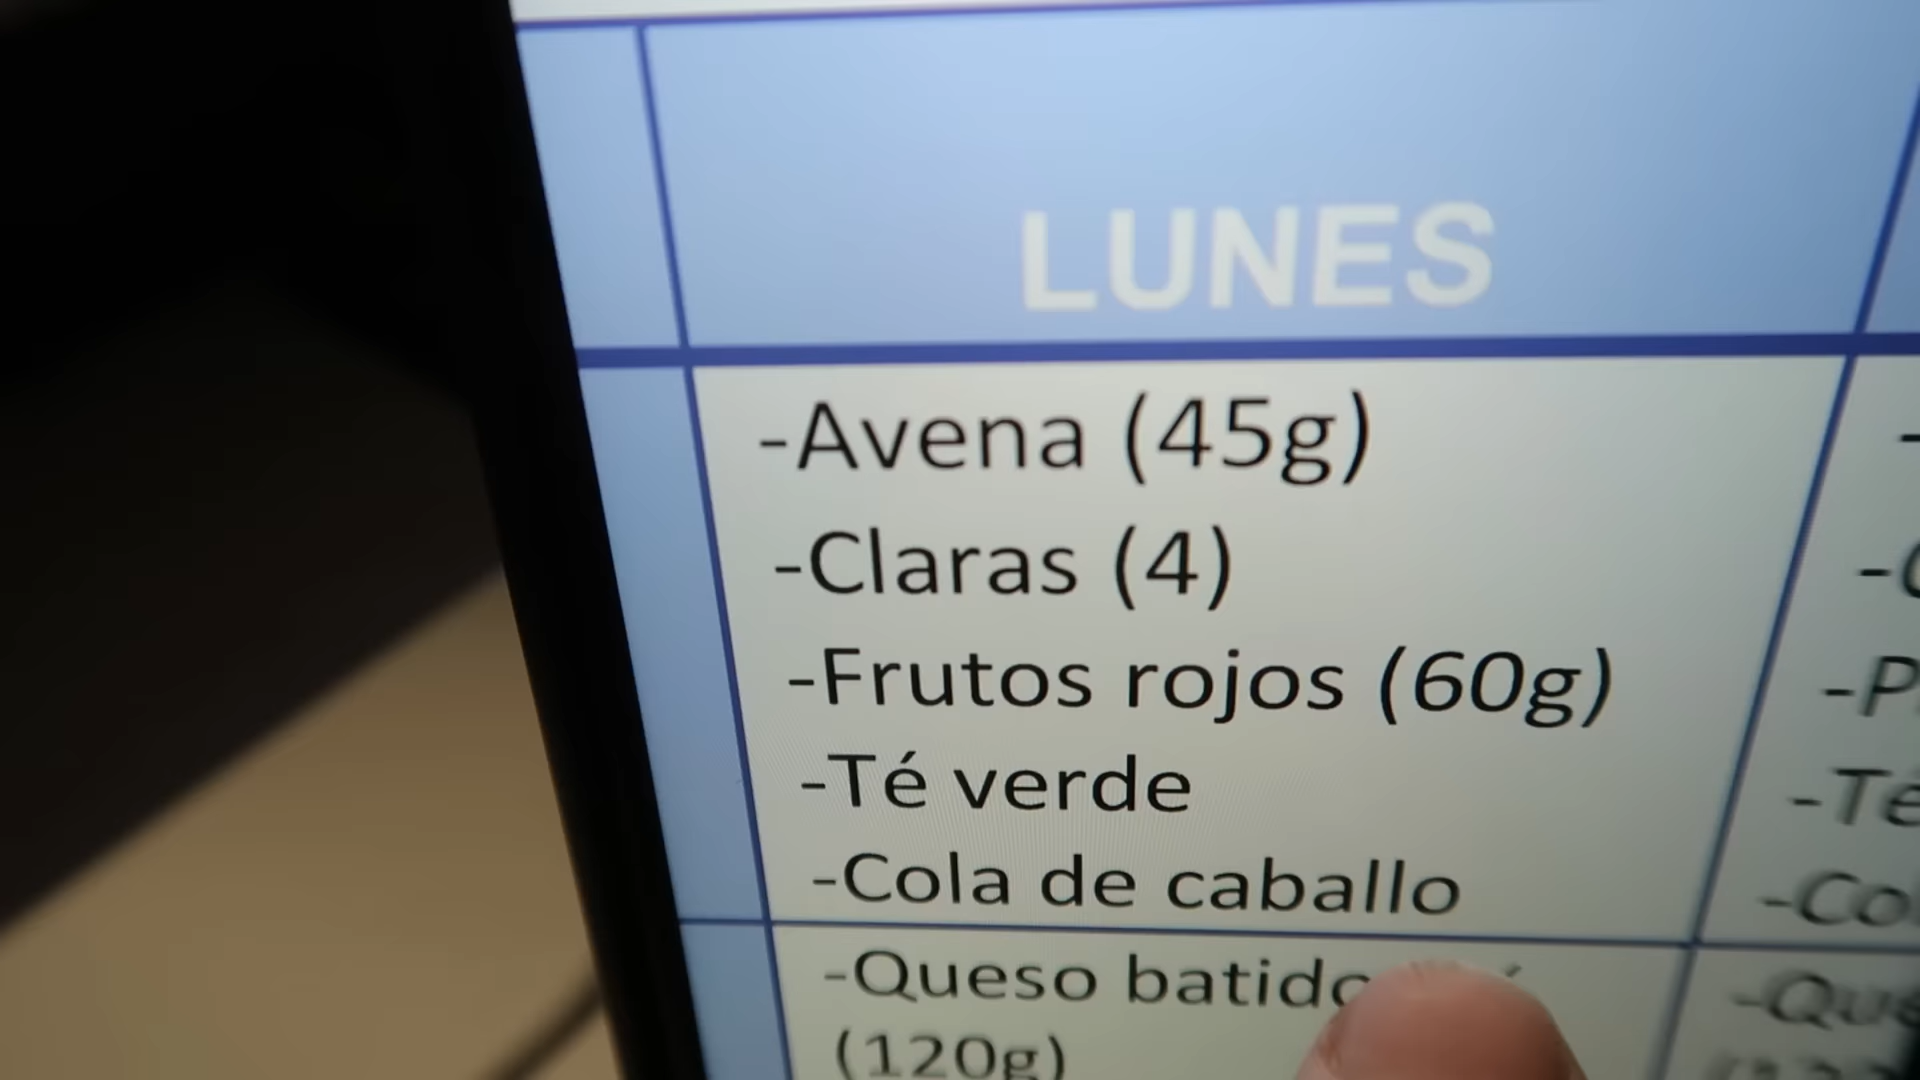 LUNES
-Avena (45g)
-Claras (4)
-Frutos rojos (60g)
-Té verde
-Cola de caballo
-Queso batido
(120g)